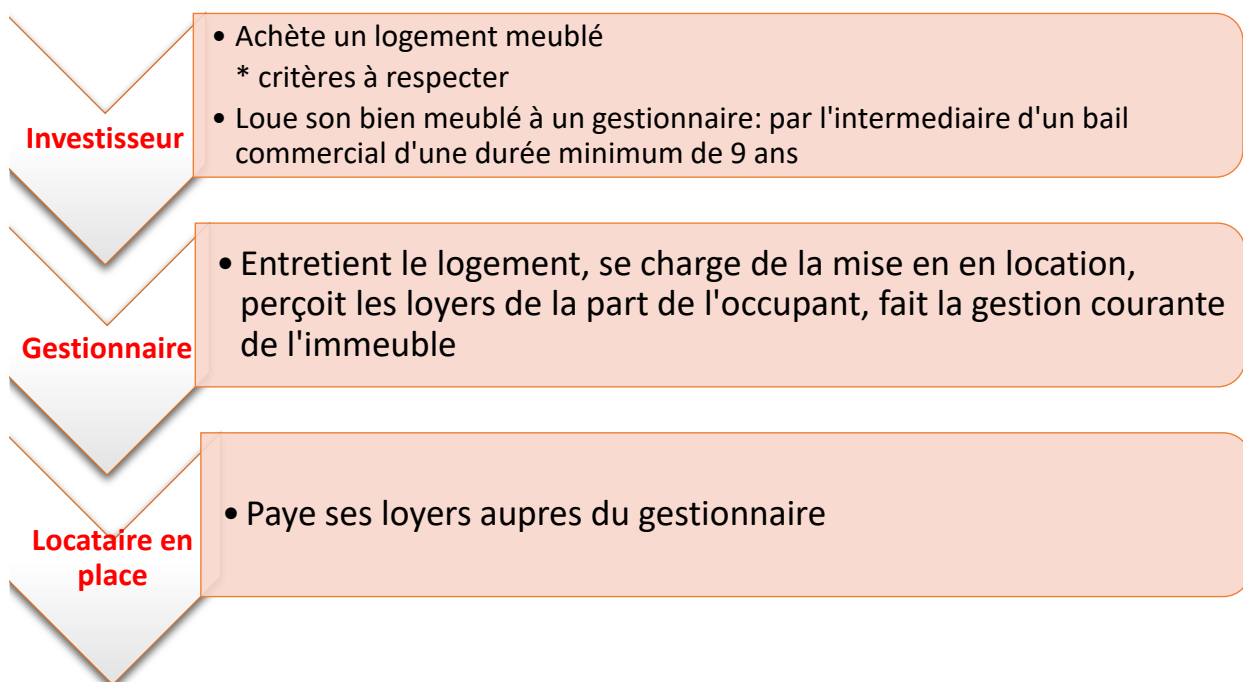 Investisseur
• Achète un logement meublé
* critères à respecter
• Loue son bien meublé à un gestionnaire: par l'intermediaire d'un bail
commercial d'une durée minimum de 9 ans
Gestionnaire
• Entretient le logement, se charge de la mise en en location,
perçoit les loyers de la part de l'occupant, fait la gestion courante
de l'immeuble
Locataire en
place
• Paye ses loyers aupres du gestionnaire